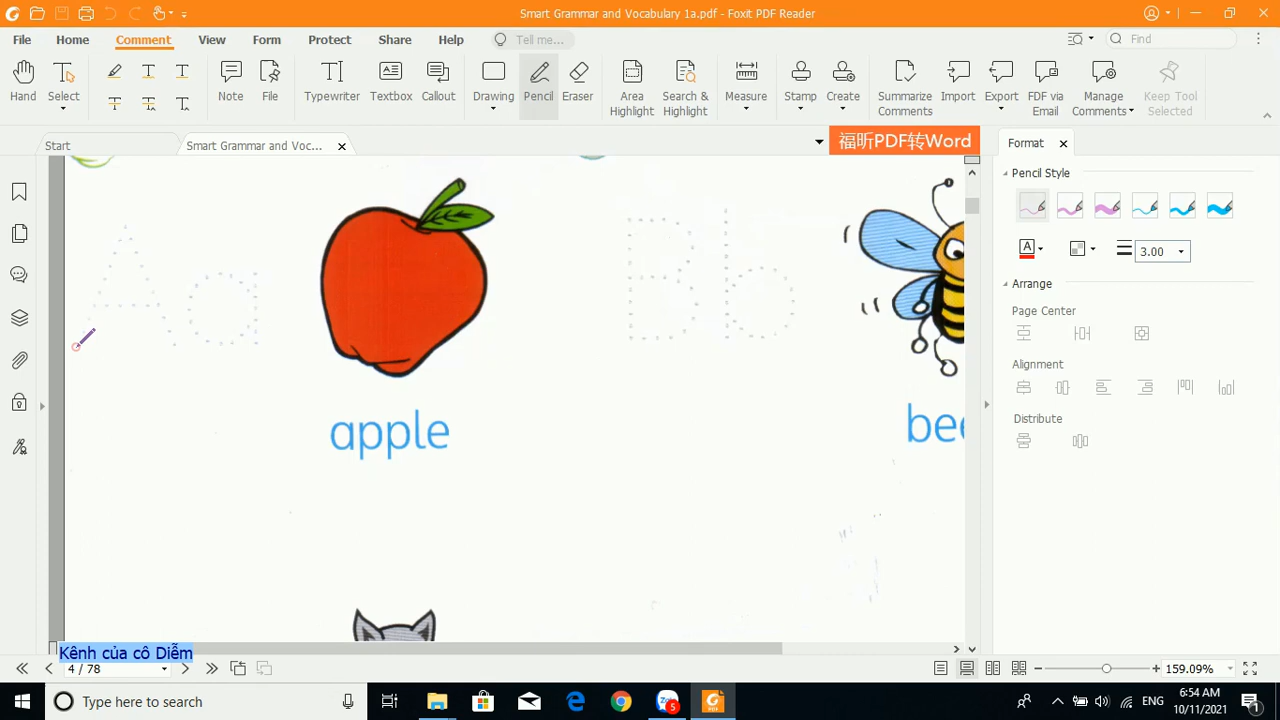 Smart Grammar and Vocabulary 1a.pdf - Foxit PDF Reader
File Home Comment View Form Protect Share Help Tell me... Find
Hand Select Note File Typewriter Textbox Callout Drawing Pencil Eraser Area Highlight Search & Highlight Measure Stamp Create Summarize Comments Import Export FDF via Email Manage Comments Keep Tool Selected
Start Smart Grammar and Voc... 福昕PDF转Word Format
Pencil Style
3.00
Arrange
Page Center
Alignment
Distribute
Aa Bb
apple bee
Kênh của cô Diễm
4 / 78 159.09%
Type here to search 5 ENG 6:54 AM 10/11/2021 1